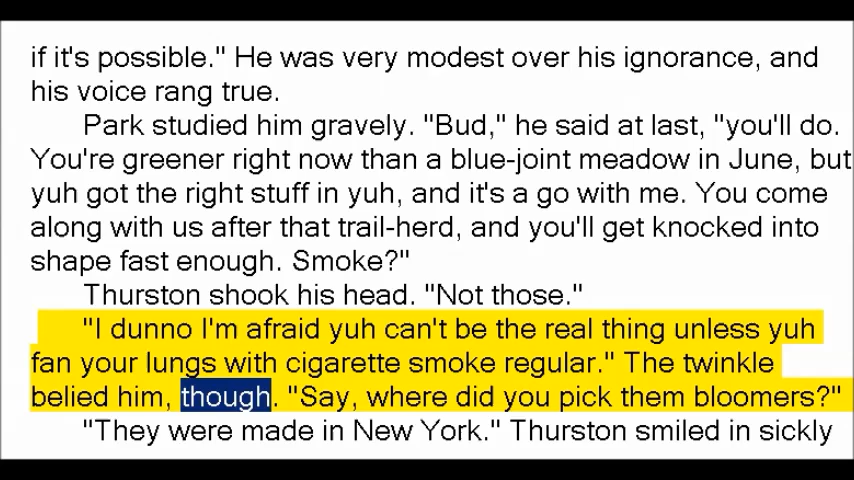 if it's possible." He was very modest over his ignorance, and
his voice rang true.
Park studied him gravely. "Bud," he said at last, "you'll do.
You're greener right now than a blue-joint meadow in June, but
yuh got the right stuff in yuh, and it's a go with me. You come
along with us after that trail-herd, and you'll get knocked into
shape fast enough. Smoke?"
Thurston shook his head. "Not those."
"I dunno I'm afraid yuh can't be the real thing unless yuh
fan your lungs with cigarette smoke regular." The twinkle
belied him, though. "Say, where did you pick them bloomers?"
"They were made in New York." Thurston smiled in sickly